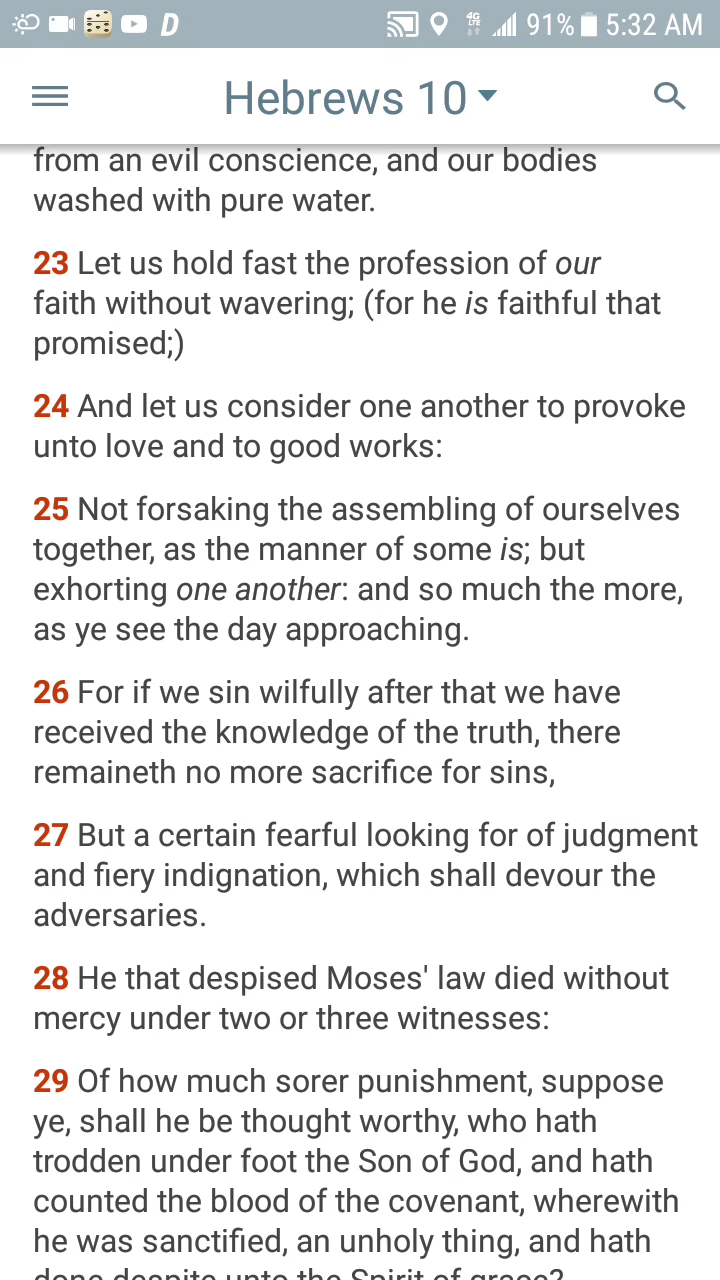 D 4G LTE 91% 5:32 AM
Hebrews 10
from an evil conscience, and our bodies
washed with pure water.
23 Let us hold fast the profession of our
faith without wavering; (for he is faithful that
promised;)
24 And let us consider one another to provoke
unto love and to good works:
25 Not forsaking the assembling of ourselves
together, as the manner of some is; but
exhorting one another: and so much the more,
as ye see the day approaching.
26 For if we sin wilfully after that we have
received the knowledge of the truth, there
remaineth no more sacrifice for sins,
27 But a certain fearful looking for of judgment
and fiery indignation, which shall devour the
adversaries.
28 He that despised Moses' law died without
mercy under two or three witnesses:
29 Of how much sorer punishment, suppose
ye, shall he be thought worthy, who hath
trodden under foot the Son of God, and hath
counted the blood of the covenant, wherewith
he was sanctified, an unholy thing, and hath
done despite unto the Spirit of grace?